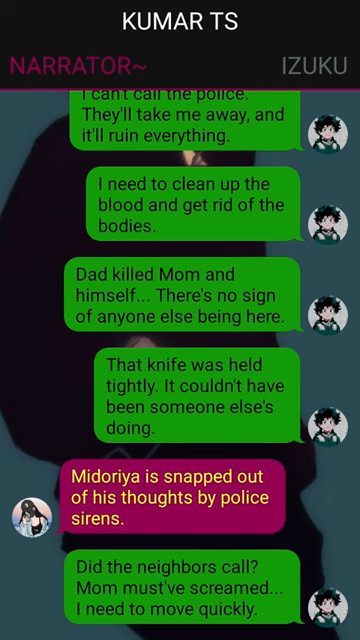 KUMAR TS
NARRATOR~
IZUKU
I can't call the police.
They'll take me away, and
it'll ruin everything.
I need to clean up the
blood and get rid of the
bodies.
Dad killed Mom and
himself... There's no sign
of anyone else being here.
That knife was held
tightly. It couldn't have
been someone else's
doing.
Midoriya is snapped out
of his thoughts by police
sirens.
Did the neighbors call?
Mom must've screamed...
I need to move quickly.